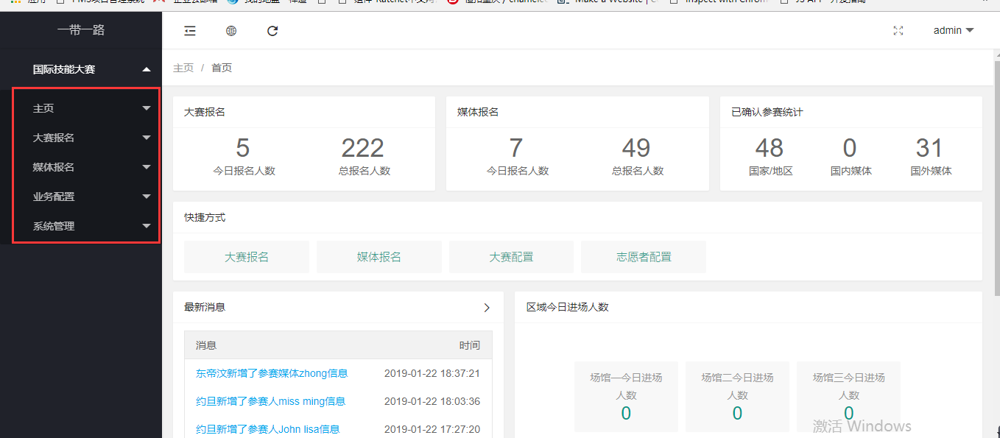 一带一路
admin
国际技能大赛
主页 / 首页
主页
大赛报名
媒体报名
业务配置
系统管理
大赛报名
5
222
今日报名人数
总报名人数
媒体报名
7
49
今日报名人数
总报名人数
已确认参赛统计
48
0
31
国家/地区
国内媒体
国外媒体
快捷方式
大赛报名
媒体报名
大赛配置
志愿者配置
最新消息
消息 时间
东帝汶新增了参赛媒体zhong信息 2019-01-22 18:37:21
约旦新增了参赛人miss ming信息 2019-01-22 18:03:36
约旦新增了参赛人John lisa信息 2019-01-22 17:27:20
区域今日进场人数
场馆一今日进场
人数
0
场馆二今日进场
人数
0
场馆三今日进场
人数
0
激活 Windows